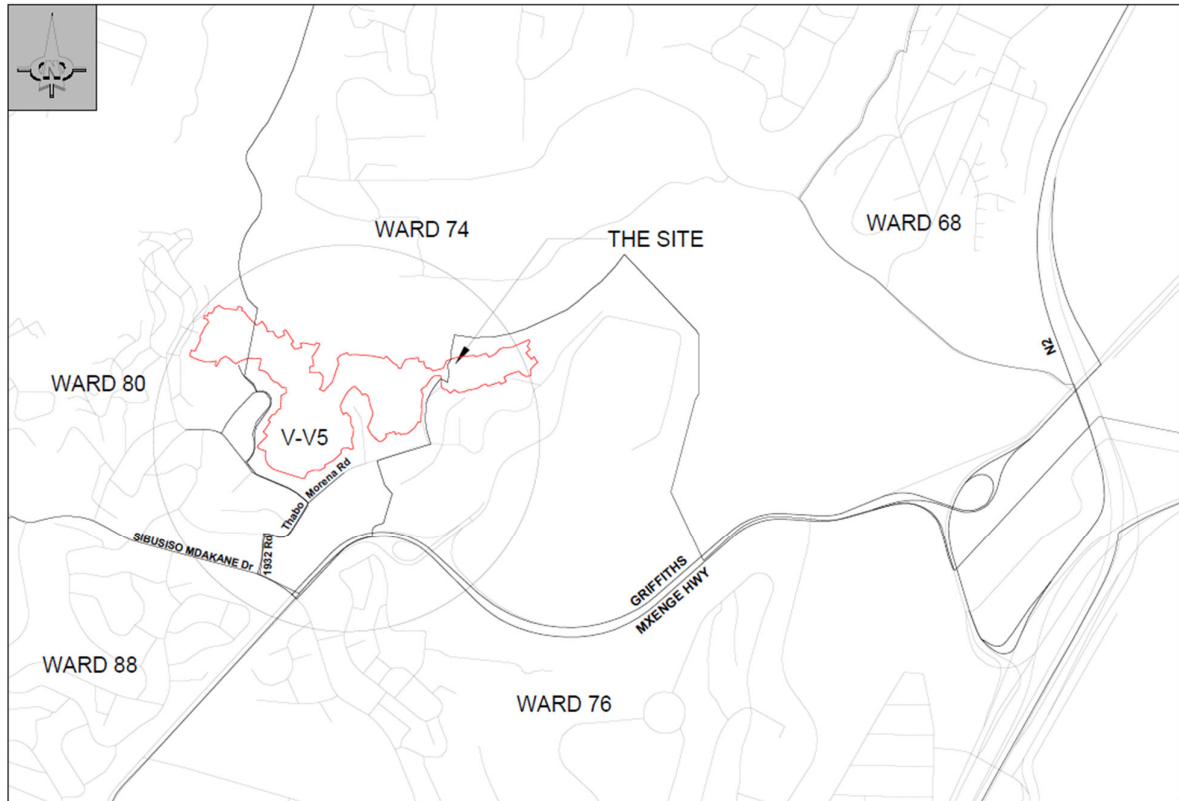 N
WARD 74
WARD 68
THE SITE
N2
WARD 80
V-V5
Thabo Morena Rd
SIBUSISO MDAKANE Dr
1932 Rd
GRIFFITHS
MXENGE HWY
WARD 88
WARD 76